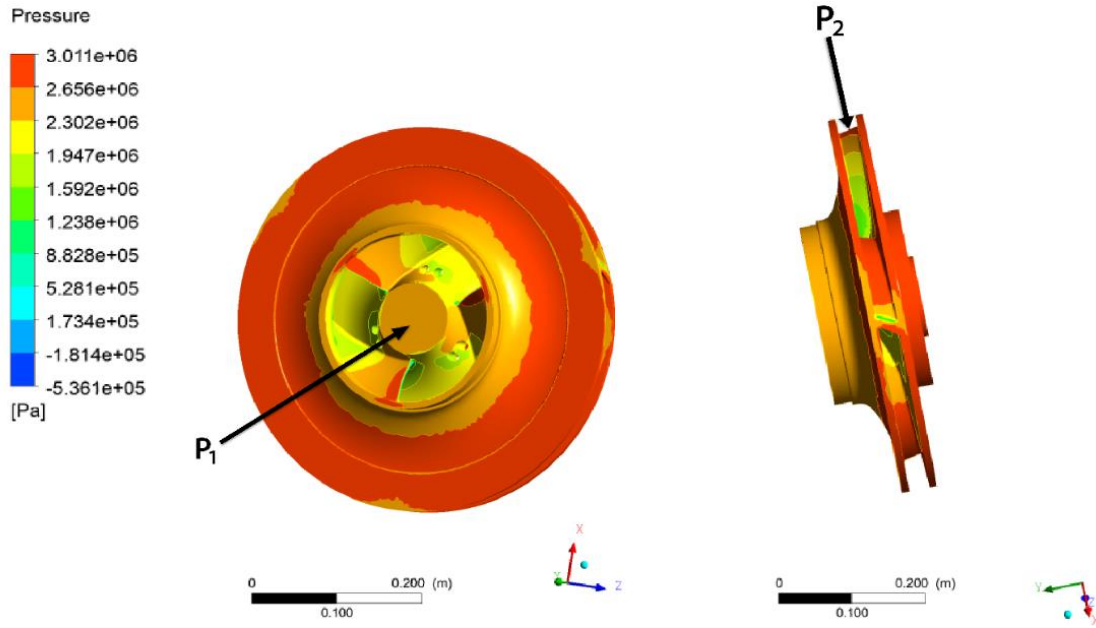 Pressure
3.011e+06
2.656e+06
2.302e+06
1.947e+06
1.592e+06
1.238e+06
8.828e+05
5.281e+05
1.734e+05
-1.814e+05
-5.361e+05
[Pa]
P₁
P₂
X
Y
Z
0 0.200 (m)
0.100
0 0.200 (m)
0.100
Y
Z
X